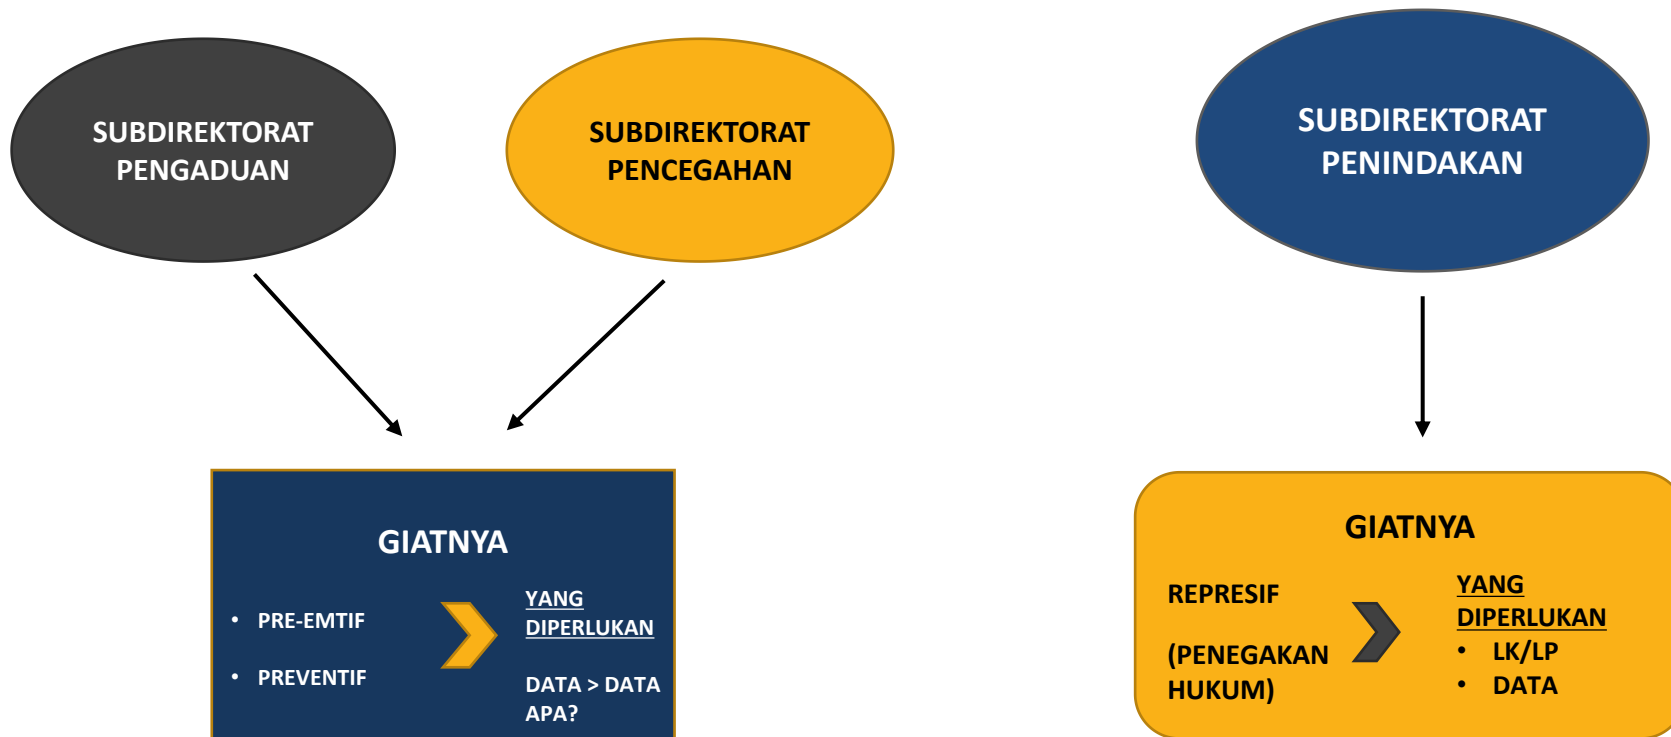 SUBDIREKTORAT
PENGADUAN
SUBDIREKTORAT
PENCEGAHAN
SUBDIREKTORAT
PENINDAKAN
GIATNYA
• PRE-EMTIF
• PREVENTIF
YANG
DIPERLUKAN
DATA > DATA
APA?
GIATNYA
REPRESIF
(PENEGAKAN
HUKUM)
YANG
DIPERLUKAN
• LK/LP
• DATA